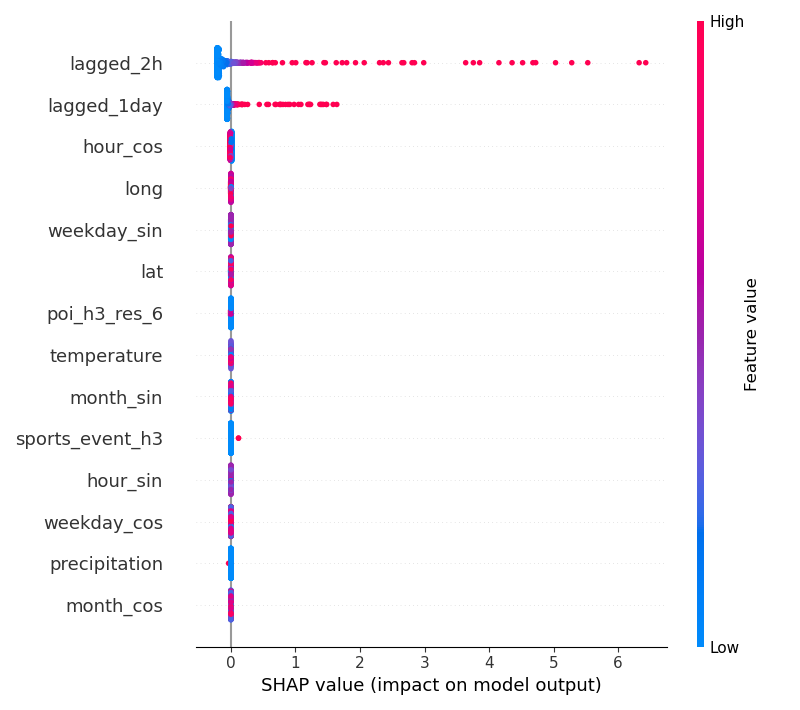 High
lagged_2h
lagged_1day
hour_cos
long
weekday_sin
lat
poi_h3_res_6
temperature
month_sin
sports_event_h3
hour_sin
weekday_cos
precipitation
month_cos
Feature value
Low
0 1 2 3 4 5 6
SHAP value (impact on model output)